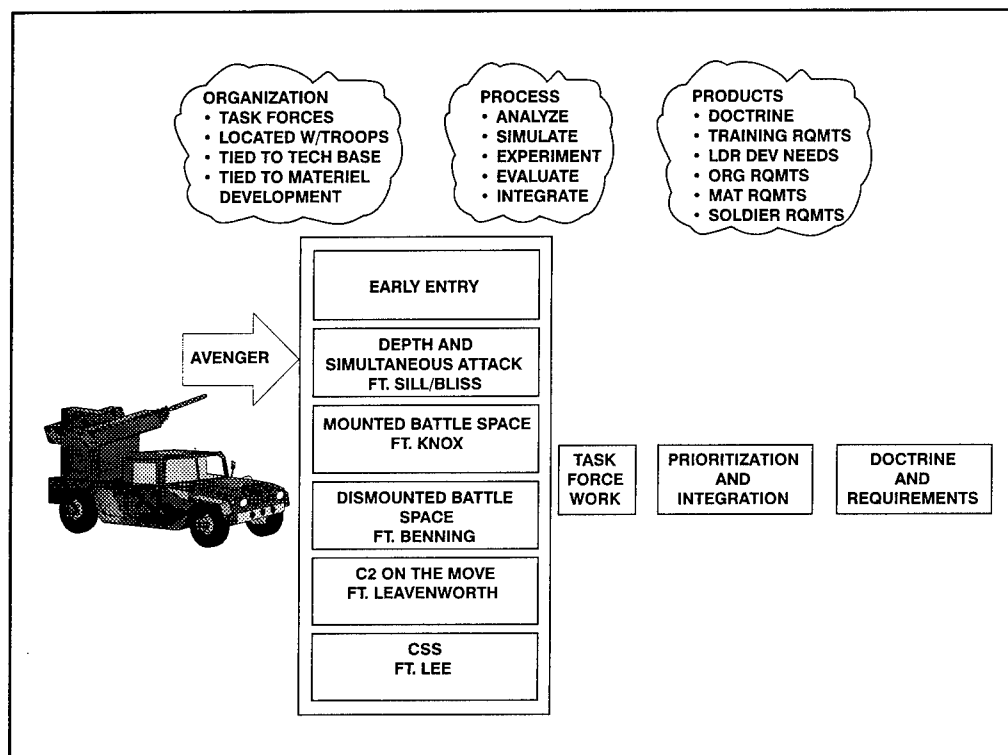 ORGANIZATION
• TASK FORCES
• LOCATED W/TROOPS
• TIED TO TECH BASE
• TIED TO MATERIEL
DEVELOPMENT
PROCESS
• ANALYZE
• SIMULATE
• EXPERIMENT
• EVALUATE
• INTEGRATE
PRODUCTS
• DOCTRINE
• TRAINING RQMTS
• LDR DEV NEEDS
• ORG RQMTS
• MAT RQMTS
• SOLDIER RQMTS
AVENGER
EARLY ENTRY
DEPTH AND
SIMULTANEOUS ATTACK
FT. SILL/BLISS
MOUNTED BATTLE SPACE
FT. KNOX
DISMOUNTED BATTLE
SPACE
FT. BENNING
C2 ON THE MOVE
FT. LEAVENWORTH
CSS
FT. LEE
TASK
FORCE
WORK
PRIORITIZATION
AND
INTEGRATION
DOCTRINE
AND
REQUIREMENTS